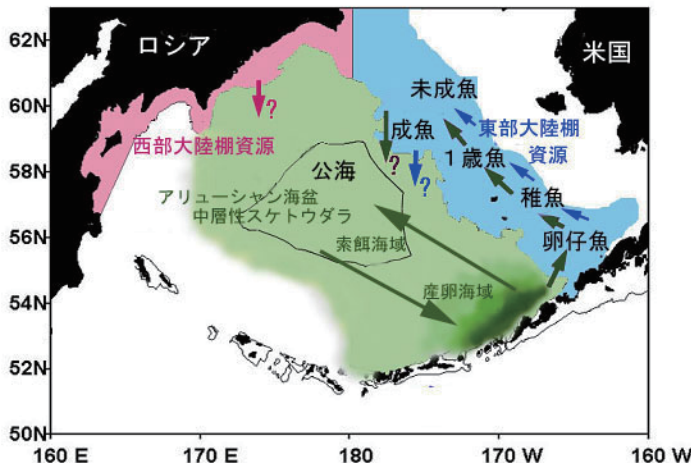 62N
60N
58N
56N
54N
52N
50N
ロシア
米国
?
未成魚
成魚
東部大陸棚
資源
西部大陸棚資源
公海
1歳魚
?
?
アリューシャン海盆
中層性スケトウダラ
稚魚
索餌海域
卵仔魚
産卵海域
160 E
170 E
180
170 W
160 W